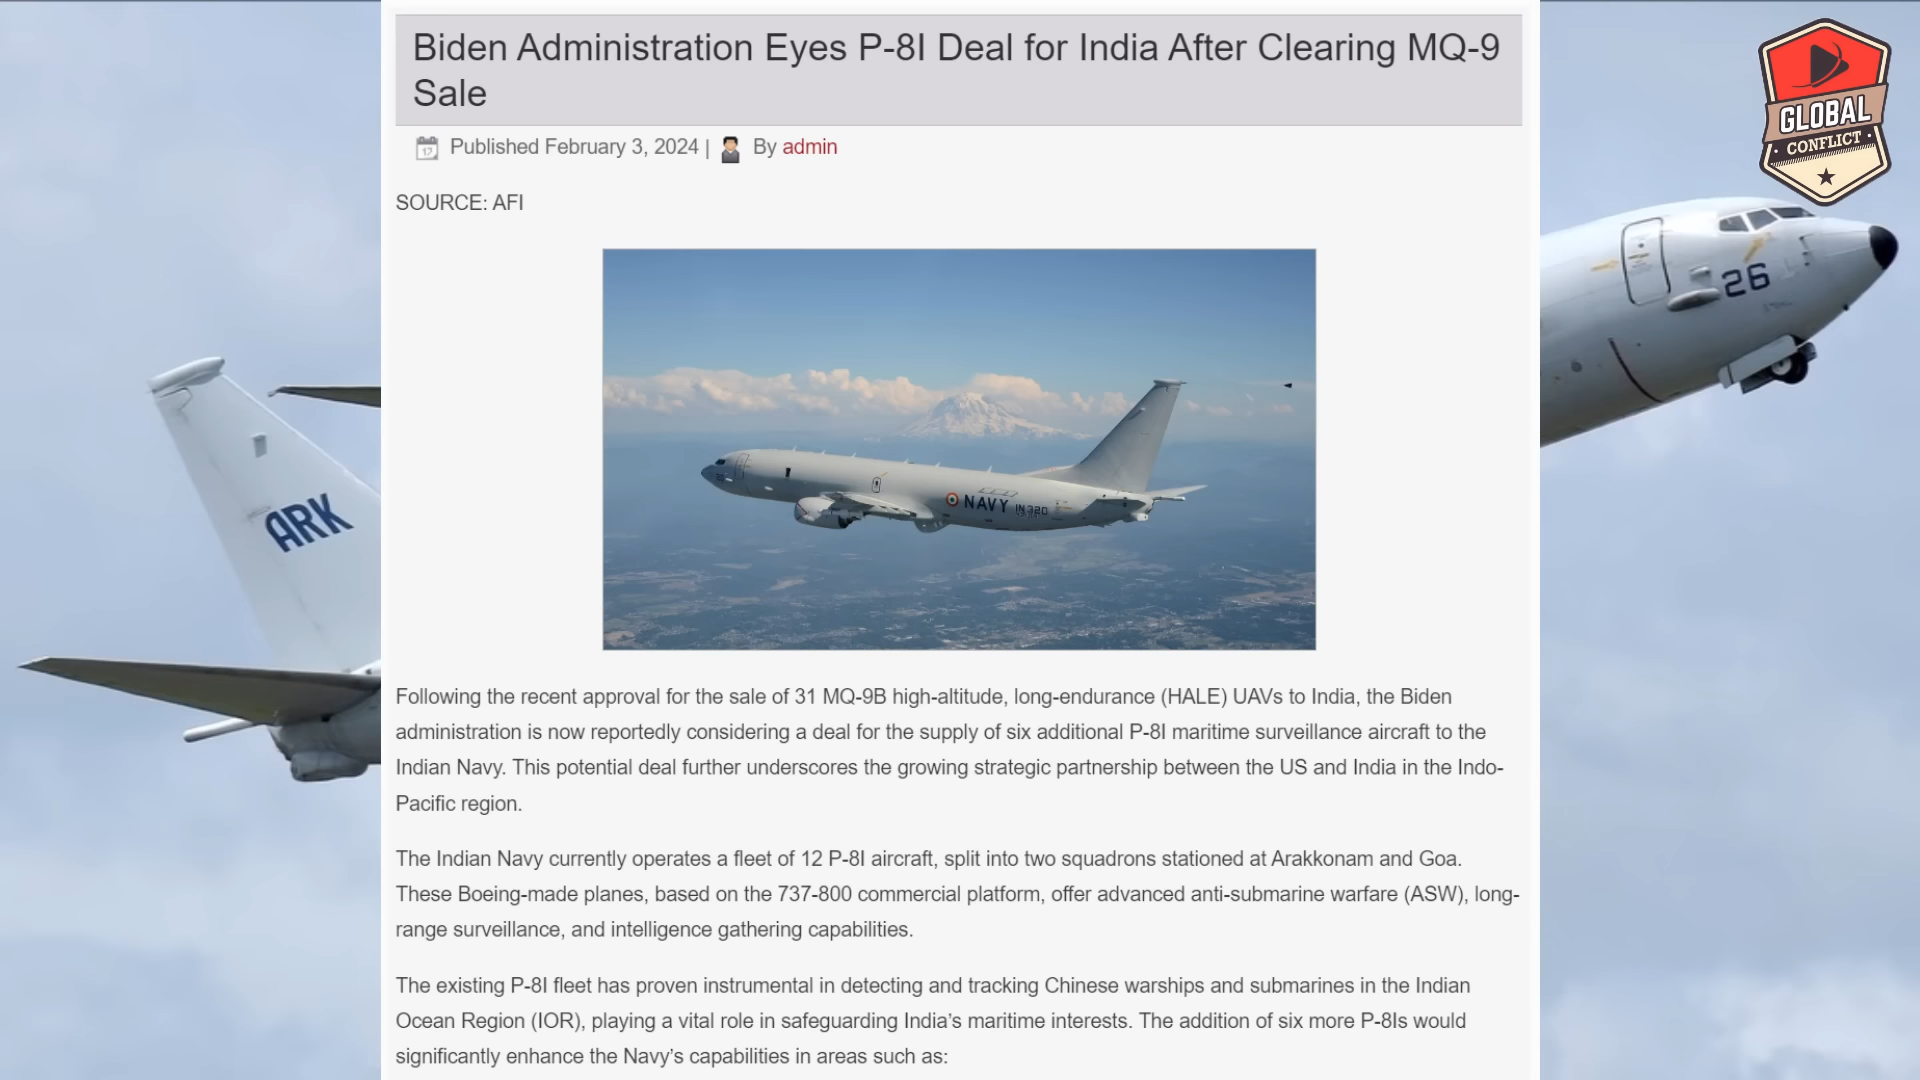 Biden Administration Eyes P-8I Deal for India After Clearing MQ-9
Sale
Published February 3, 2024 | By admin
SOURCE: AFI
NAVY IN320
Following the recent approval for the sale of 31 MQ-9B high-altitude, long-endurance (HALE) UAVs to India, the Biden
administration is now reportedly considering a deal for the supply of six additional P-8I maritime surveillance aircraft to the
Indian Navy. This potential deal further underscores the growing strategic partnership between the US and India in the Indo-
Pacific region.
The Indian Navy currently operates a fleet of 12 P-8I aircraft, split into two squadrons stationed at Arakkonam and Goa.
These Boeing-made planes, based on the 737-800 commercial platform, offer advanced anti-submarine warfare (ASW), long-
range surveillance, and intelligence gathering capabilities.
The existing P-8I fleet has proven instrumental in detecting and tracking Chinese warships and submarines in the Indian
Ocean Region (IOR), playing a vital role in safeguarding India’s maritime interests. The addition of six more P-8Is would
significantly enhance the Navy’s capabilities in areas such as:
ARK
GLOBAL
CONFLICT
26